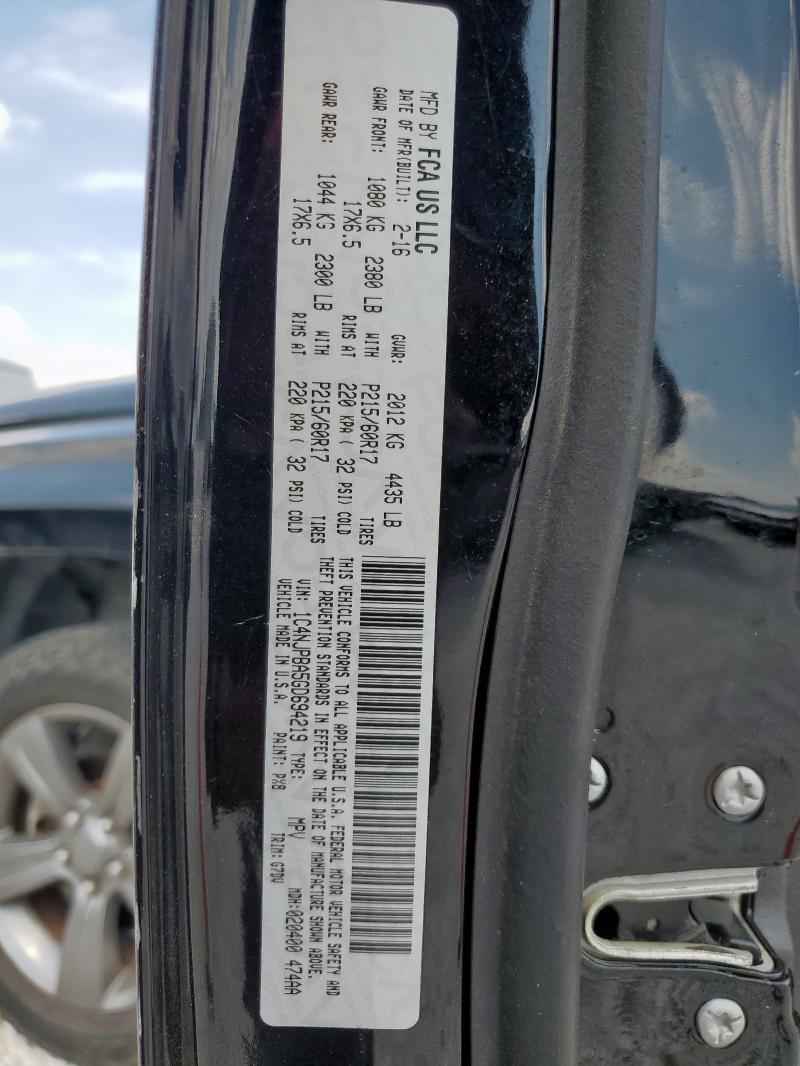 MFD BY FCA US LLC
DATE OF MFR(BUILT): 2-16 GVWR: 2012 KG 4435 LB
GAWR FRONT: 1080 KG 2380 LB WITH P215/60R17 TIRES
17X6.5 RIMS AT 220 KPA ( 32 PSI) COLD
GAWR REAR: 1044 KG 2300 LB WITH P215/60R17 TIRES
17X6.5 RIMS AT 220 KPA ( 32 PSI) COLD
THIS VEHICLE CONFORMS TO ALL APPLICABLE U.S.A. FEDERAL MOTOR VEHICLE SAFETY AND
THEFT PREVENTION STANDARDS IN EFFECT ON THE DATE OF MANUFACTURE SHOWN ABOVE.
VIN: 1C4NJPBA5GD694219 TYPE: MPV MDH:020400 474AA
VEHICLE MADE IN U.S.A. PAINT: PX8 TRIM: G7DV